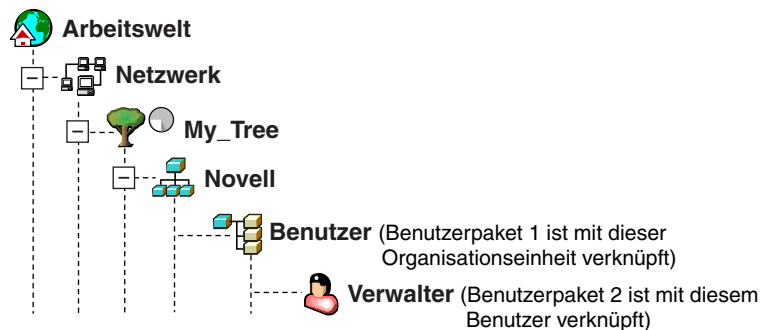 Arbeitswelt
Netzwerk
My_Tree
Novell
Benutzer (Benutzerpaket 1 ist mit dieser
Organisationseinheit verknüpft)
Verwalter (Benutzerpaket 2 ist mit diesem
Benutzer verknüpft)